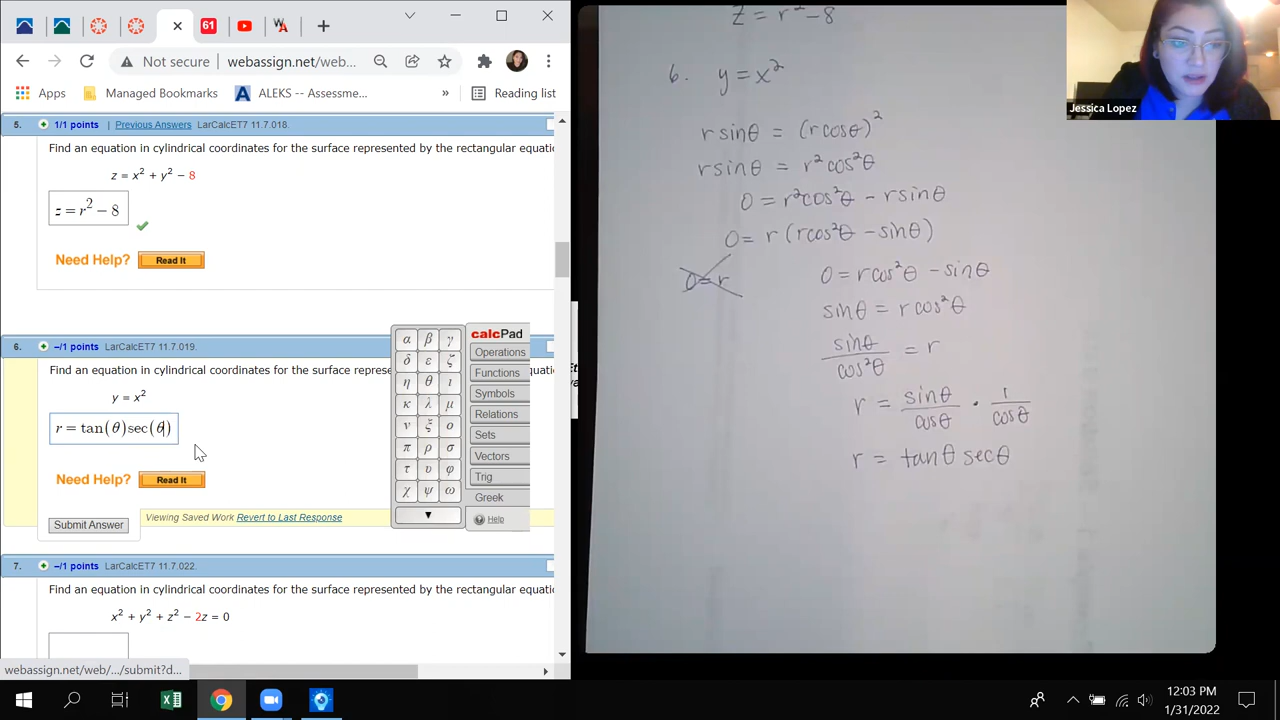 61
Not secure
webassign.net/web...
Apps
Managed Bookmarks
ALEKS -- Assessme...
»
Reading list
5.
1/1 points | Previous Answers LarCalcET7 11.7.018.
Find an equation in cylindrical coordinates for the surface represented by the rectangular equatio
z = x² + y² − 8
z = r² − 8
Need Help? Read It
6.
–/1 points LarCalcET7 11.7.019.
Find an equation in cylindrical coordinates for the surface represented
y = x²
r = tan(θ)sec(θ)
Need Help? Read It
Submit Answer
Viewing Saved Work Revert to Last Response
7.
–/1 points LarCalcET7 11.7.022.
Find an equation in cylindrical coordinates for the surface represented by the rectangular equatio
x² + y² + z² − 2z = 0
webassign.net/web/.../submit?d...
calcPad
α β γ
δ ε ζ
η θ ι
κ λ μ
ν ξ ο
π ρ σ
τ υ φ
χ ψ ω
▼
Operations
Functions
Symbols
Relations
Sets
Vectors
Trig
Greek
Help
z = r² − 8
6. y = x²
r sinθ = (r cosθ)²
r sinθ = r² cos²θ
0 = r²cos²θ − r sinθ
0 = r (r cos²θ − sinθ)
0 = r
0 = r cos²θ − sinθ
sinθ = r cos²θ
sinθ / cos²θ = r
r = sinθ / cosθ · 1 / cosθ
r = tanθ secθ
Jessica Lopez
12:03 PM
1/31/2022